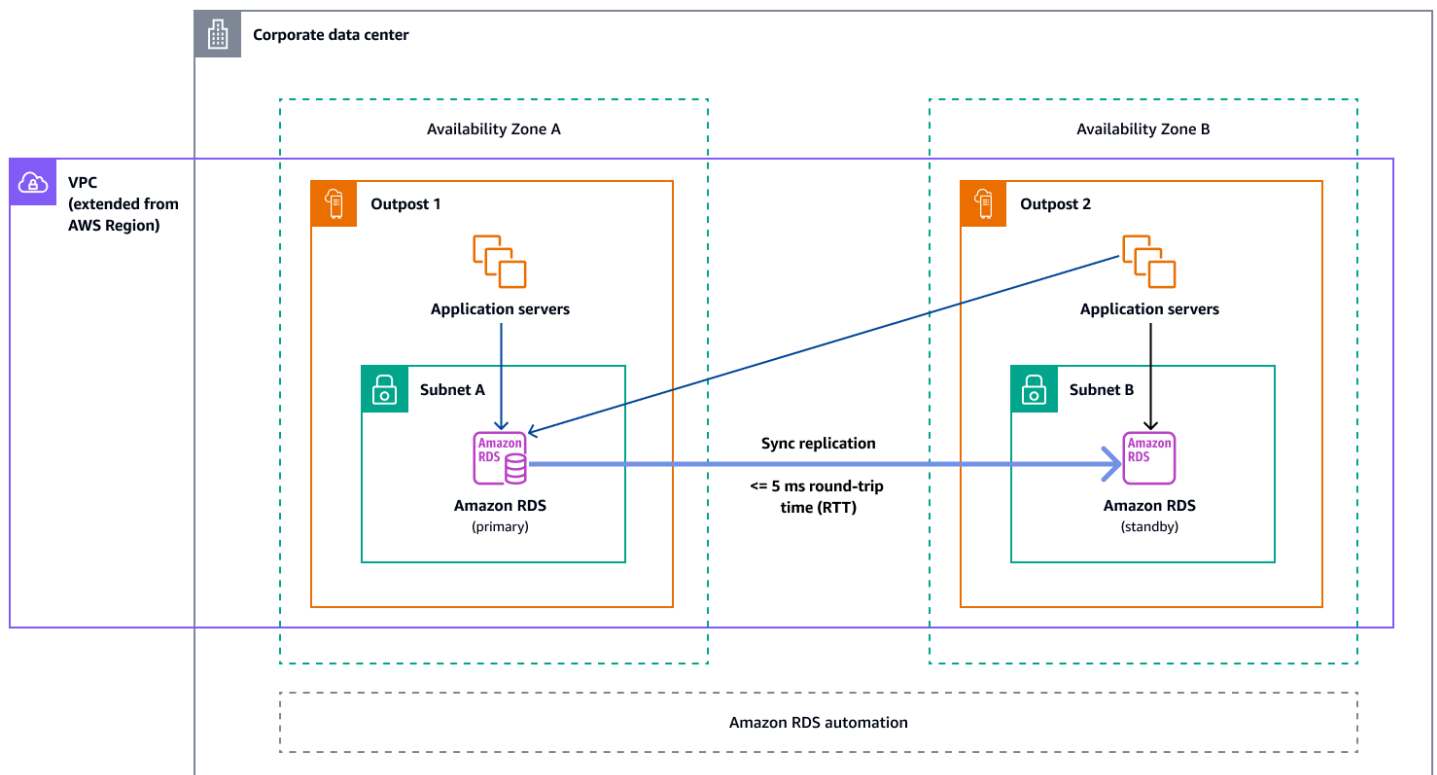 Corporate data center
Availability Zone A
Availability Zone B
VPC
(extended from
AWS Region)
Outpost 1
Outpost 2
Application servers
Application servers
Subnet A
Subnet B
Amazon
RDS
Sync replication
Amazon
RDS
<= 5 ms round-trip
time (RTT)
Amazon RDS
(primary)
Amazon RDS
(standby)
Amazon RDS automation